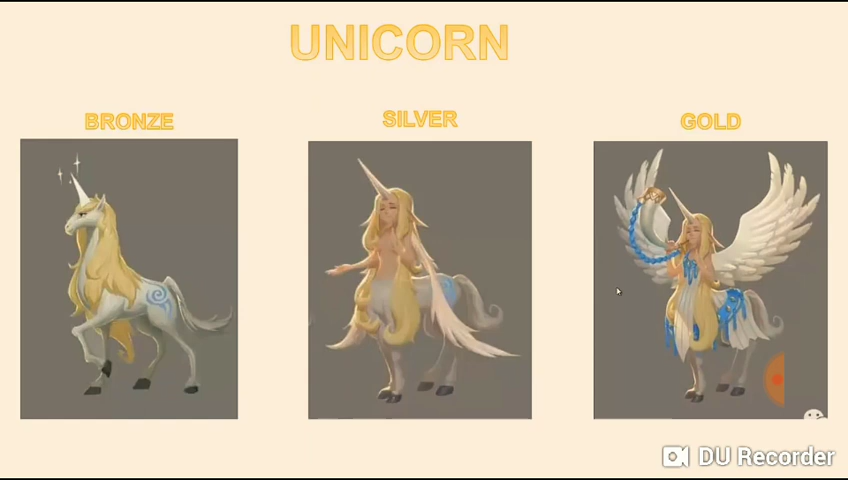 UNICORN
BRONZE
SILVER
GOLD
DU Recorder